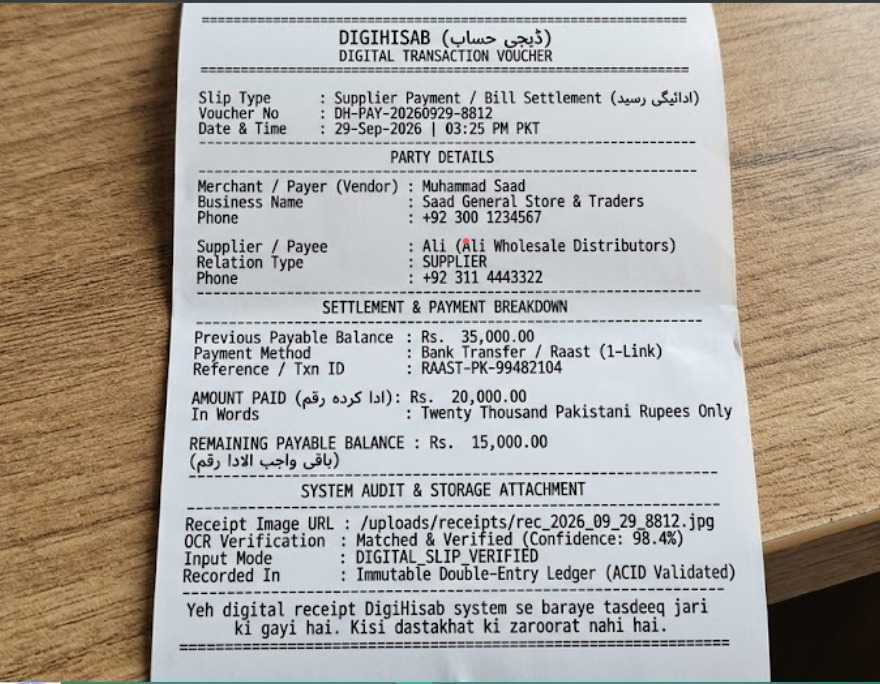 ================================================
DIGIHISAB (ڈیجی حساب)
DIGITAL TRANSACTION VOUCHER
================================================
Slip Type : Supplier Payment / Bill Settlement (ادائیگی رسید)
Voucher No : DH-PAY-20260929-8812
Date & Time : 29-Sep-2026 | 03:25 PM PKT
------------------------------------------------
PARTY DETAILS
------------------------------------------------
Merchant / Payer (Vendor) : Muhammad Saad
Business Name : Saad General Store & Traders
Phone : +92 300 1234567
Supplier / Payee : Ali (Ali Wholesale Distributors)
Relation Type : SUPPLIER
Phone : +92 311 4443322
------------------------------------------------
SETTLEMENT & PAYMENT BREAKDOWN
------------------------------------------------
Previous Payable Balance : Rs. 35,000.00
Payment Method : Bank Transfer / Raast (1-Link)
Reference / Txn ID : RAAST-PK-99482104
AMOUNT PAID (ادا کردہ رقم): Rs. 20,000.00
In Words : Twenty Thousand Pakistani Rupees Only
REMAINING PAYABLE BALANCE : Rs. 15,000.00
(باقی واجب الادا رقم)
------------------------------------------------
SYSTEM AUDIT & STORAGE ATTACHMENT
------------------------------------------------
Receipt Image URL : /uploads/receipts/rec_2026_09_29_8812.jpg
OCR Verification : Matched & Verified (Confidence: 98.4%)
Input Mode : DIGITAL_SLIP_VERIFIED
Recorded In : Immutable Double-Entry Ledger (ACID Validated)
------------------------------------------------
Yeh digital receipt DigiHisab system se baraye tasdeeq jari
ki gayi hai. Kisi dastakhat ki zaroorat nahi hai.
================================================